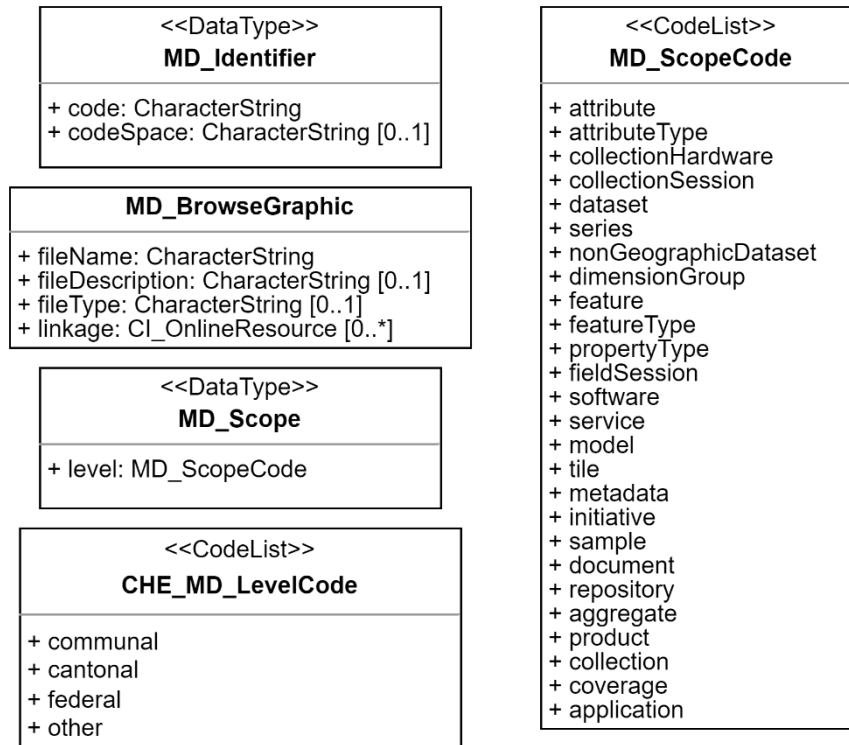 <<DataType>>
MD_Identifier
+ code: CharacterString
+ codeSpace: CharacterString [0..1]
MD_BrowseGraphic
+ fileName: CharacterString
+ fileDescription: CharacterString [0..1]
+ fileType: CharacterString [0..1]
+ linkage: CI_OnlineResource [0..*]
<<DataType>>
MD_Scope
+ level: MD_ScopeCode
<<CodeList>>
CHE_MD_LevelCode
+ communal
+ cantonal
+ federal
+ other
<<CodeList>>
MD_ScopeCode
+ attribute
+ attributeType
+ collectionHardware
+ collectionSession
+ dataset
+ series
+ nonGeographicDataset
+ dimensionGroup
+ feature
+ featureType
+ propertyType
+ fieldSession
+ software
+ service
+ model
+ tile
+ metadata
+ initiative
+ sample
+ document
+ repository
+ aggregate
+ product
+ collection
+ coverage
+ application